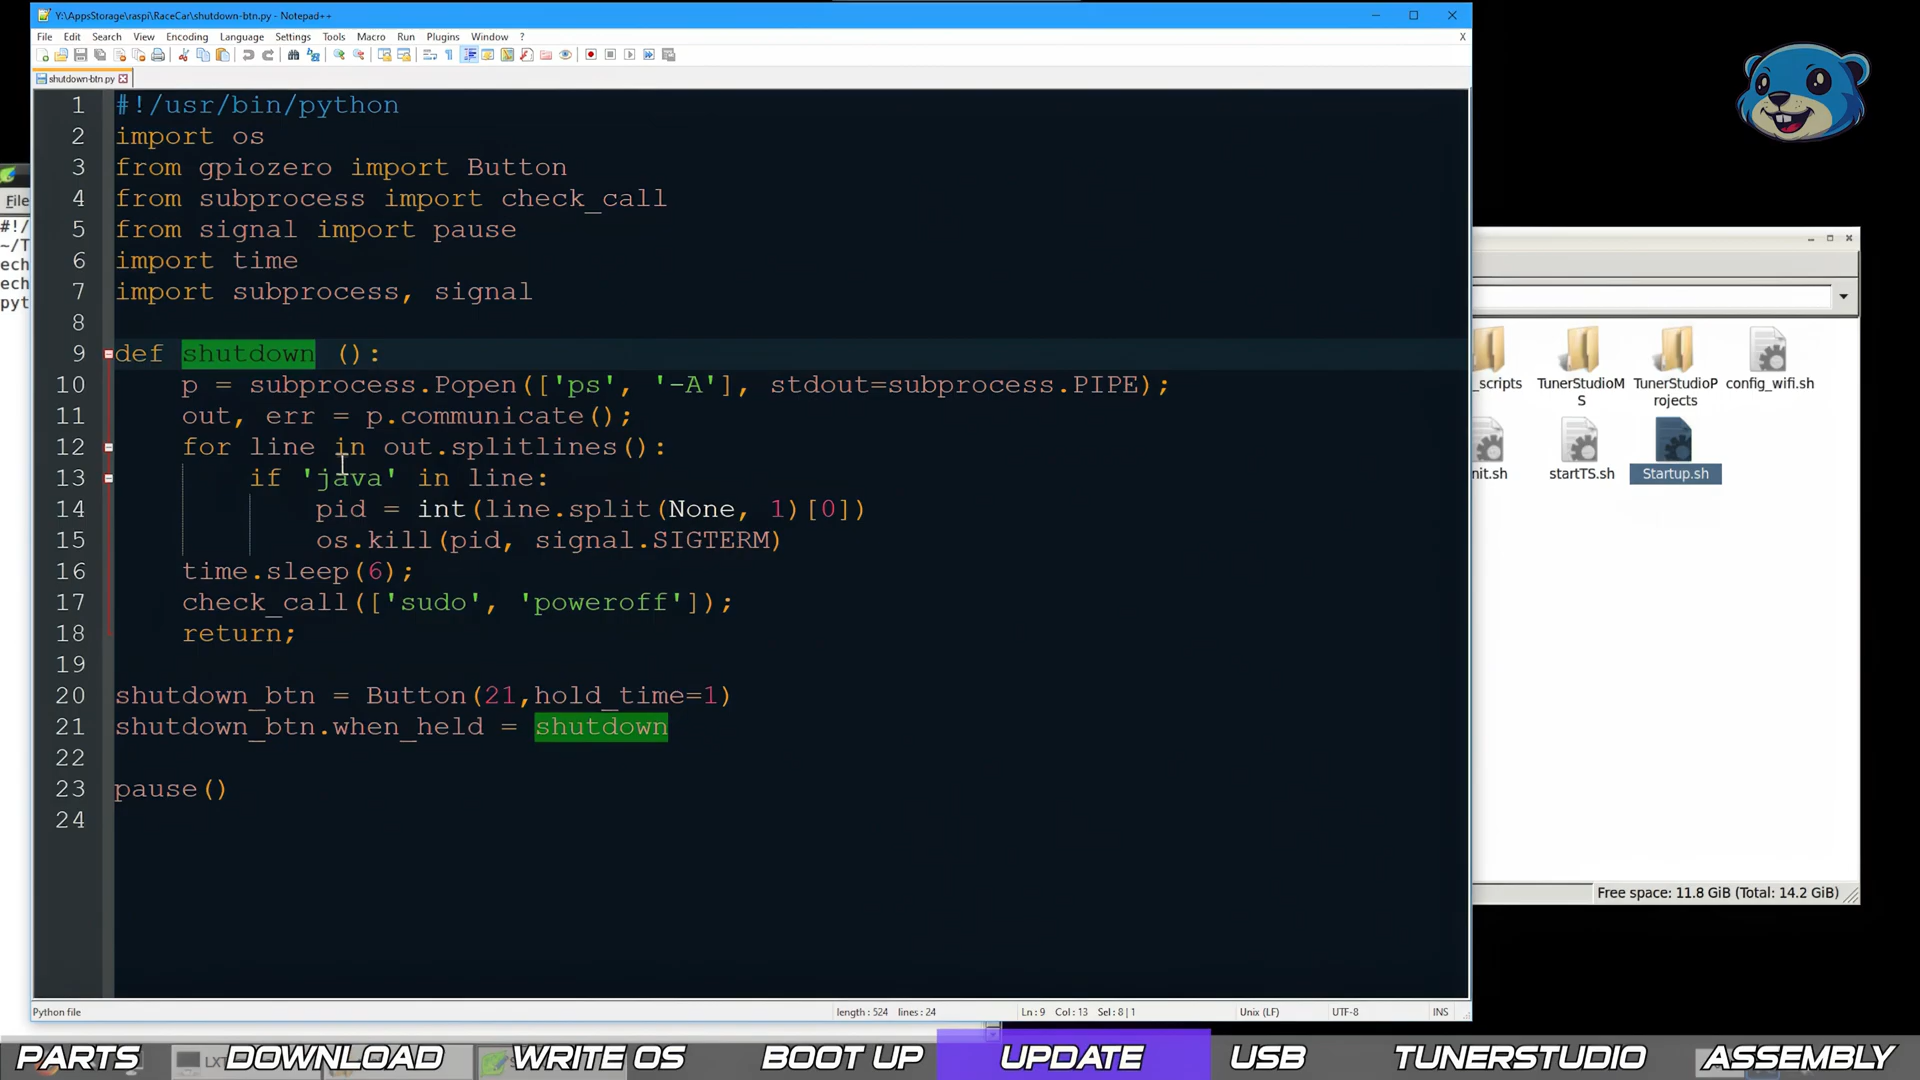 Y:\AppsStorage\raspi\RaceCar\shutdown-btn.py - Notepad++
File Edit Search View Encoding Language Settings Tools Macro Run Plugins Window ? X
shutdown-btn.py
1 #!/usr/bin/python
2 import os
3 from gpiozero import Button
4 from subprocess import check_call
5 from signal import pause
6 import time
7 import subprocess, signal
8
9 def shutdown ():
10 p = subprocess.Popen(['ps', '-A'], stdout=subprocess.PIPE);
11 out, err = p.communicate();
12 for line in out.splitlines():
13 if 'java' in line:
14 pid = int(line.split(None, 1)[0])
15 os.kill(pid, signal.SIGTERM)
16 time.sleep(6);
17 check_call(['sudo', 'poweroff']);
18 return;
19
20 shutdown_btn = Button(21,hold_time=1)
21 shutdown_btn.when_held = shutdown
22
23 pause()
24
Python file length : 524 lines : 24 Ln : 9 Col : 13 Sel : 8 | 1 Unix (LF) UTF-8 INS
File
#!/
~/T
ech
ech
pyt
_scripts TunerStudioM
S TunerStudioP
rojects config_wifi.sh
nit.sh startTS.sh Startup.sh
Free space: 11.8 GiB (Total: 14.2 GiB)
PARTS DOWNLOAD WRITE OS BOOT UP UPDATE USB TUNERSTUDIO ASSEMBLY
LX